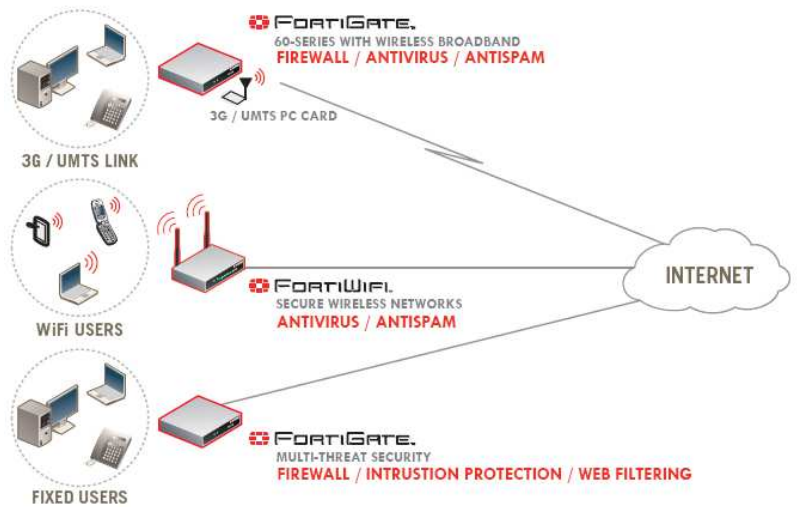 FORTIGATE.
60-SERIES WITH WIRELESS BROADBAND
FIREWALL / ANTIVIRUS / ANTISPAM
3G / UMTS PC CARD
3G / UMTS LINK
INTERNET
FORTIWIFI.
SECURE WIRELESS NETWORKS
ANTIVIRUS / ANTISPAM
WiFi USERS
FORTIGATE.
MULTI-THREAT SECURITY
FIREWALL / INTRUSTION PROTECTION / WEB FILTERING
FIXED USERS